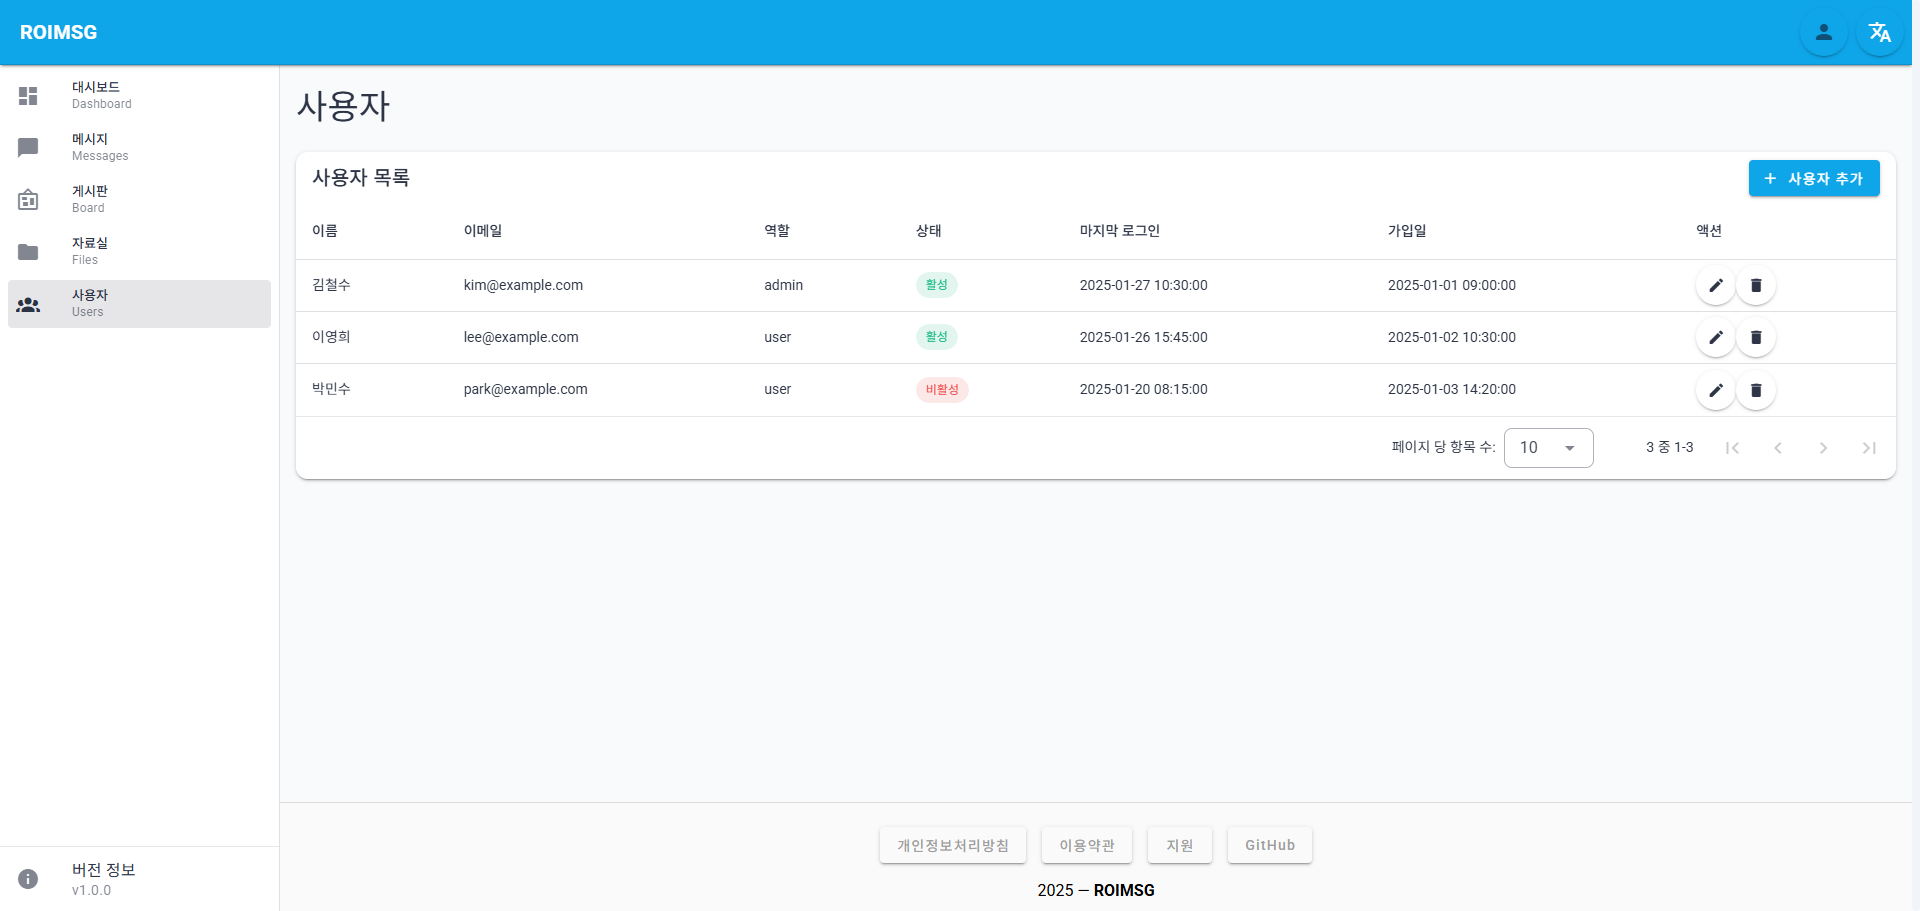 ROIMSG
대시보드
Dashboard
메시지
Messages
게시판
Board
자료실
Files
사용자
Users
버전 정보
v1.0.0
사용자
사용자 목록
사용자 추가
이름 이메일 역할 상태 마지막 로그인 가입일 액션
김철수 kim@example.com admin 활성 2025-01-27 10:30:00 2025-01-01 09:00:00
이영희 lee@example.com user 활성 2025-01-26 15:45:00 2025-01-02 10:30:00
박민수 park@example.com user 비활성 2025-01-20 08:15:00 2025-01-03 14:20:00
페이지 당 항목 수: 10 3 중 1-3
개인정보처리방침 이용약관 지원 GitHub
2025 — ROIMSG